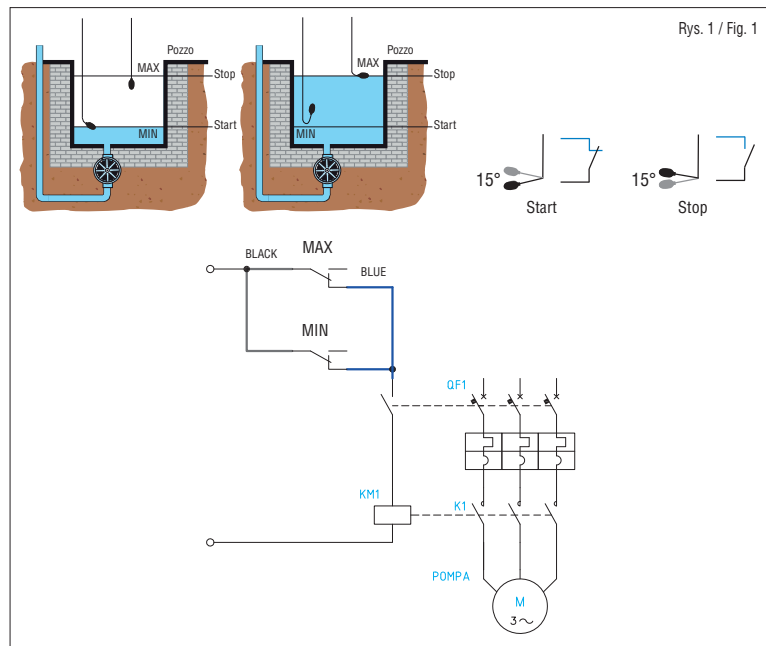 Rys. 1 / Fig. 1
Pozzo
MAX
Stop
MIN
Start
Pozzo
MAX
Stop
MIN
Start
15°
Start
15°
Stop
BLACK
MAX
BLUE
MIN
QF1
KM1
K1
POMPA
M
3~